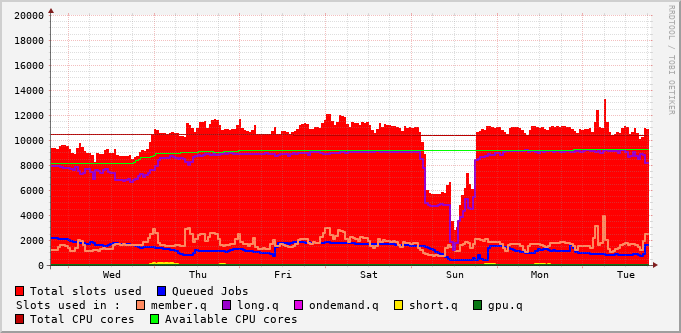 RRDTOOL / TOBI OETIKER
20000
18000
16000
14000
12000
10000
8000
6000
4000
2000
0
Wed Thu Fri Sat Sun Mon Tue
Total slots used Queued Jobs
Slots used in : member.q long.q ondemand.q short.q gpu.q
Total CPU cores Available CPU cores